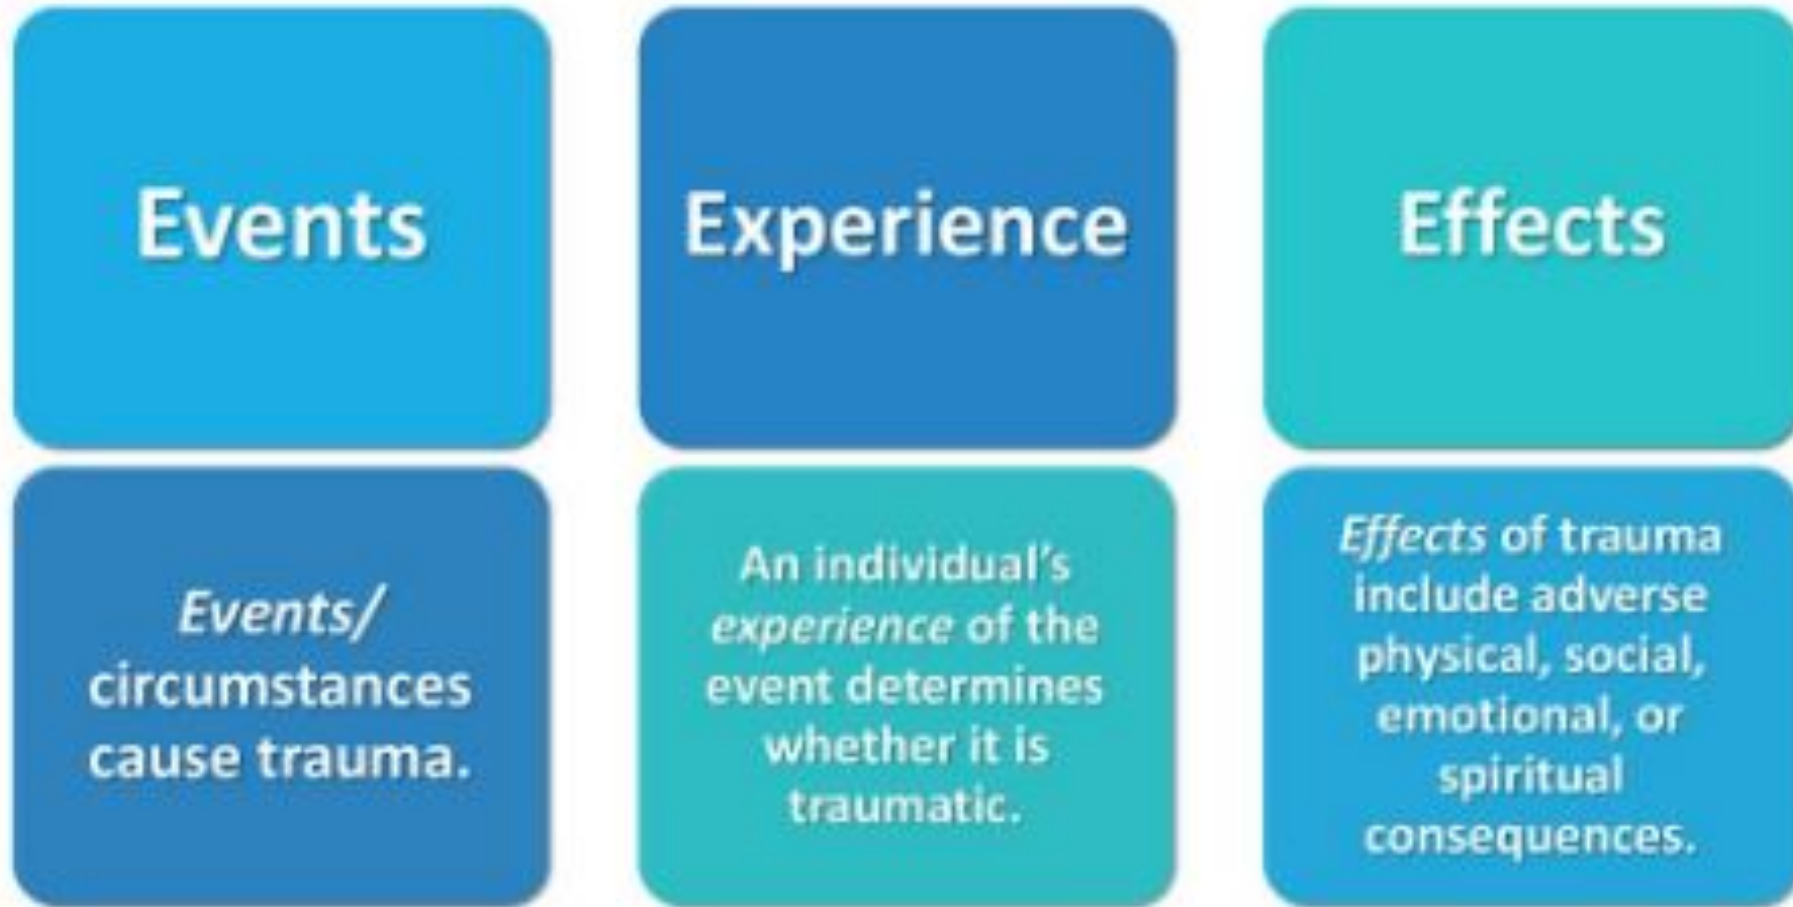 Events
Experience
Effects
Events/
circumstances
cause trauma.
An individual's
experience of the
event determines
whether it is
traumatic.
Effects of trauma
include adverse
physical, social,
emotional, or
spiritual
consequences.